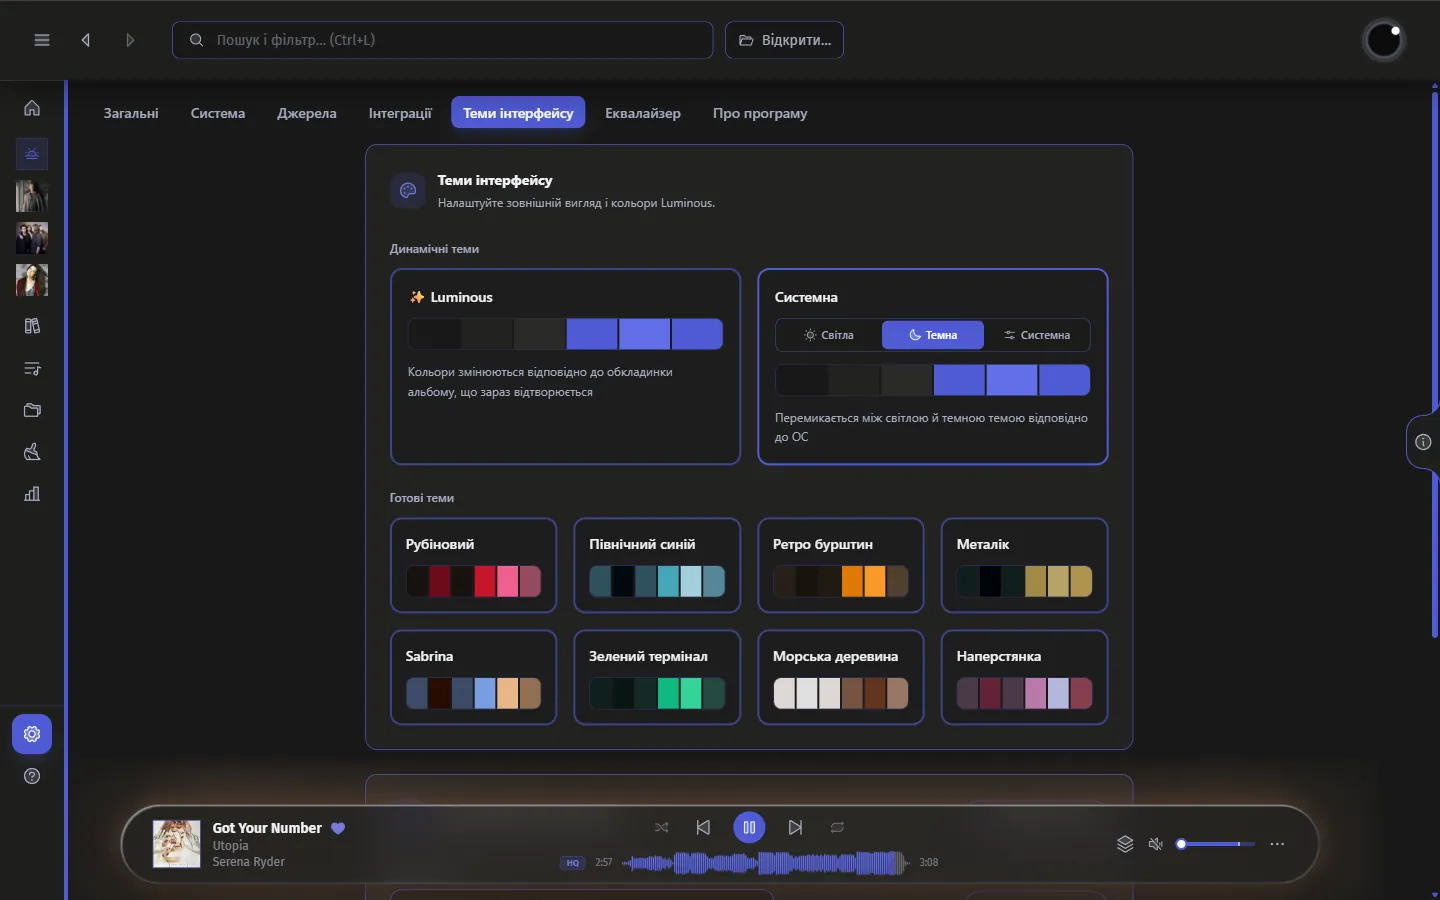 Пошук і фільтр... (Ctrl+L)
Відкрити...
Загальні
Система
Джерела
Інтеграції
Теми інтерфейсу
Еквалайзер
Про програму
Теми інтерфейсу
Налаштуйте зовнішній вигляд і кольори Luminous.
Динамічні теми
Luminous
Кольори змінюються відповідно до обкладинки
альбому, що зараз відтворюється
Системна
Світла
Темна
Системна
Перемикається між світлою й темною темою відповідно
до ОС
Готові теми
Рубіновий
Північний синій
Ретро бурштин
Металік
Sabrina
Зелений термінал
Морська деревина
Наперстянка
Got Your Number
Utopia
Serena Ryder
HQ
2:57
3:08